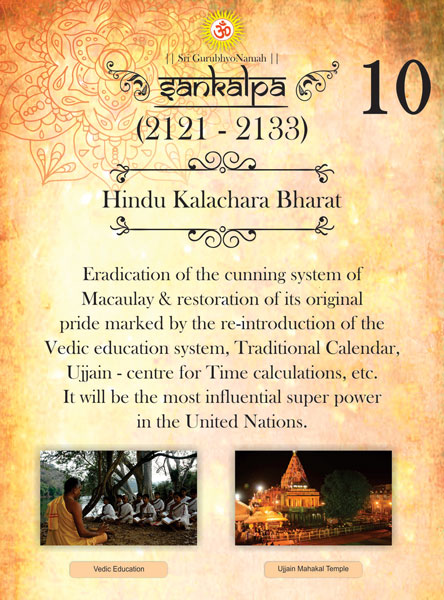 ॐ
|| Sri GurubhyoNamah ||
Sankalpa
10
(2121 - 2133)
Hindu Kalachara Bharat
Eradication of the cunning system of
Macaulay & restoration of its original
pride marked by the re-introduction of the
Vedic education system, Traditional Calendar,
Ujjain - centre for Time calculations, etc.
It will be the most influential super power
in the United Nations.
Vedic Education
Ujjain Mahakal Temple